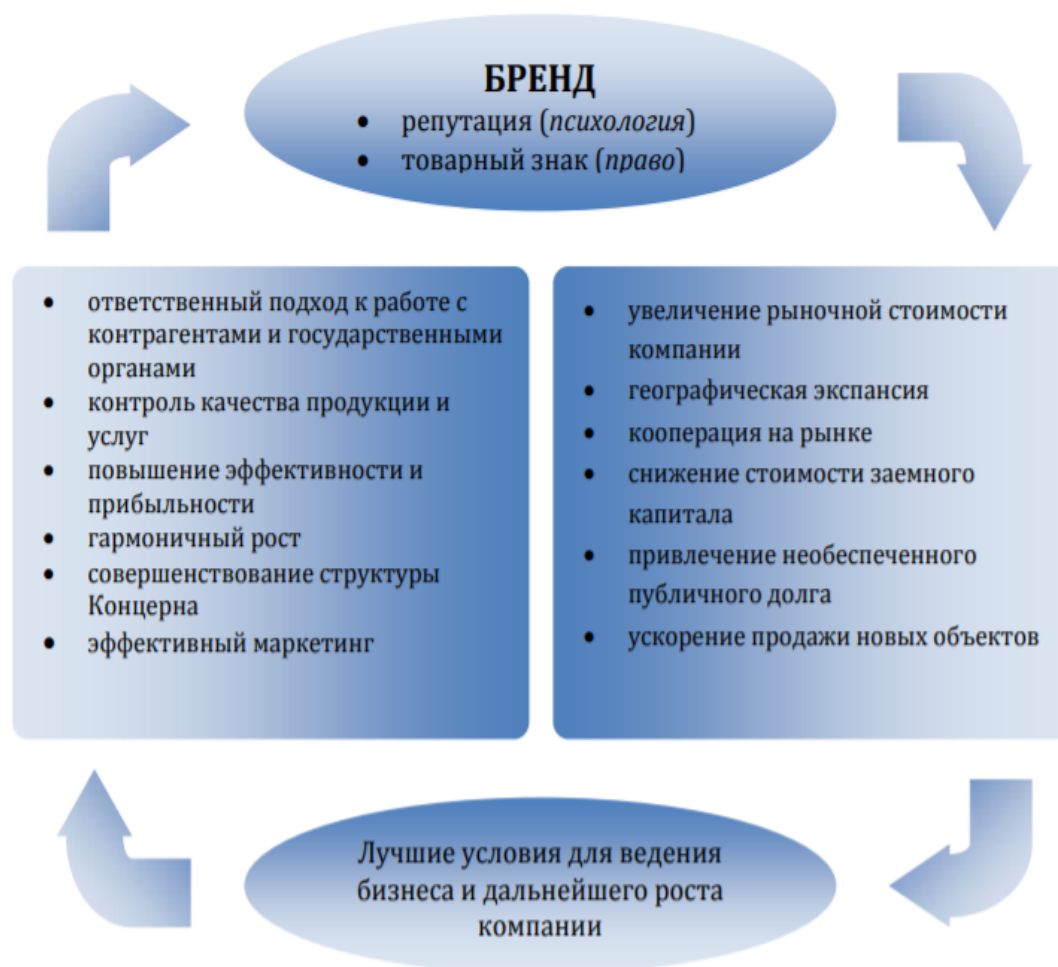 БРЕНД
• репутация (психология)
• товарный знак (право)
• ответственный подход к работе с
контрагентами и государственными
органами
• контроль качества продукции и
услуг
• повышение эффективности и
прибыльности
• гармоничный рост
• совершенствование структуры
Концерна
• эффективный маркетинг
• увеличение рыночной стоимости
компании
• географическая экспансия
• кооперация на рынке
• снижение стоимости заемного
капитала
• привлечение необеспеченного
публичного долга
• ускорение продажи новых объектов
Лучшие условия для ведения
бизнеса и дальнейшего роста
компании